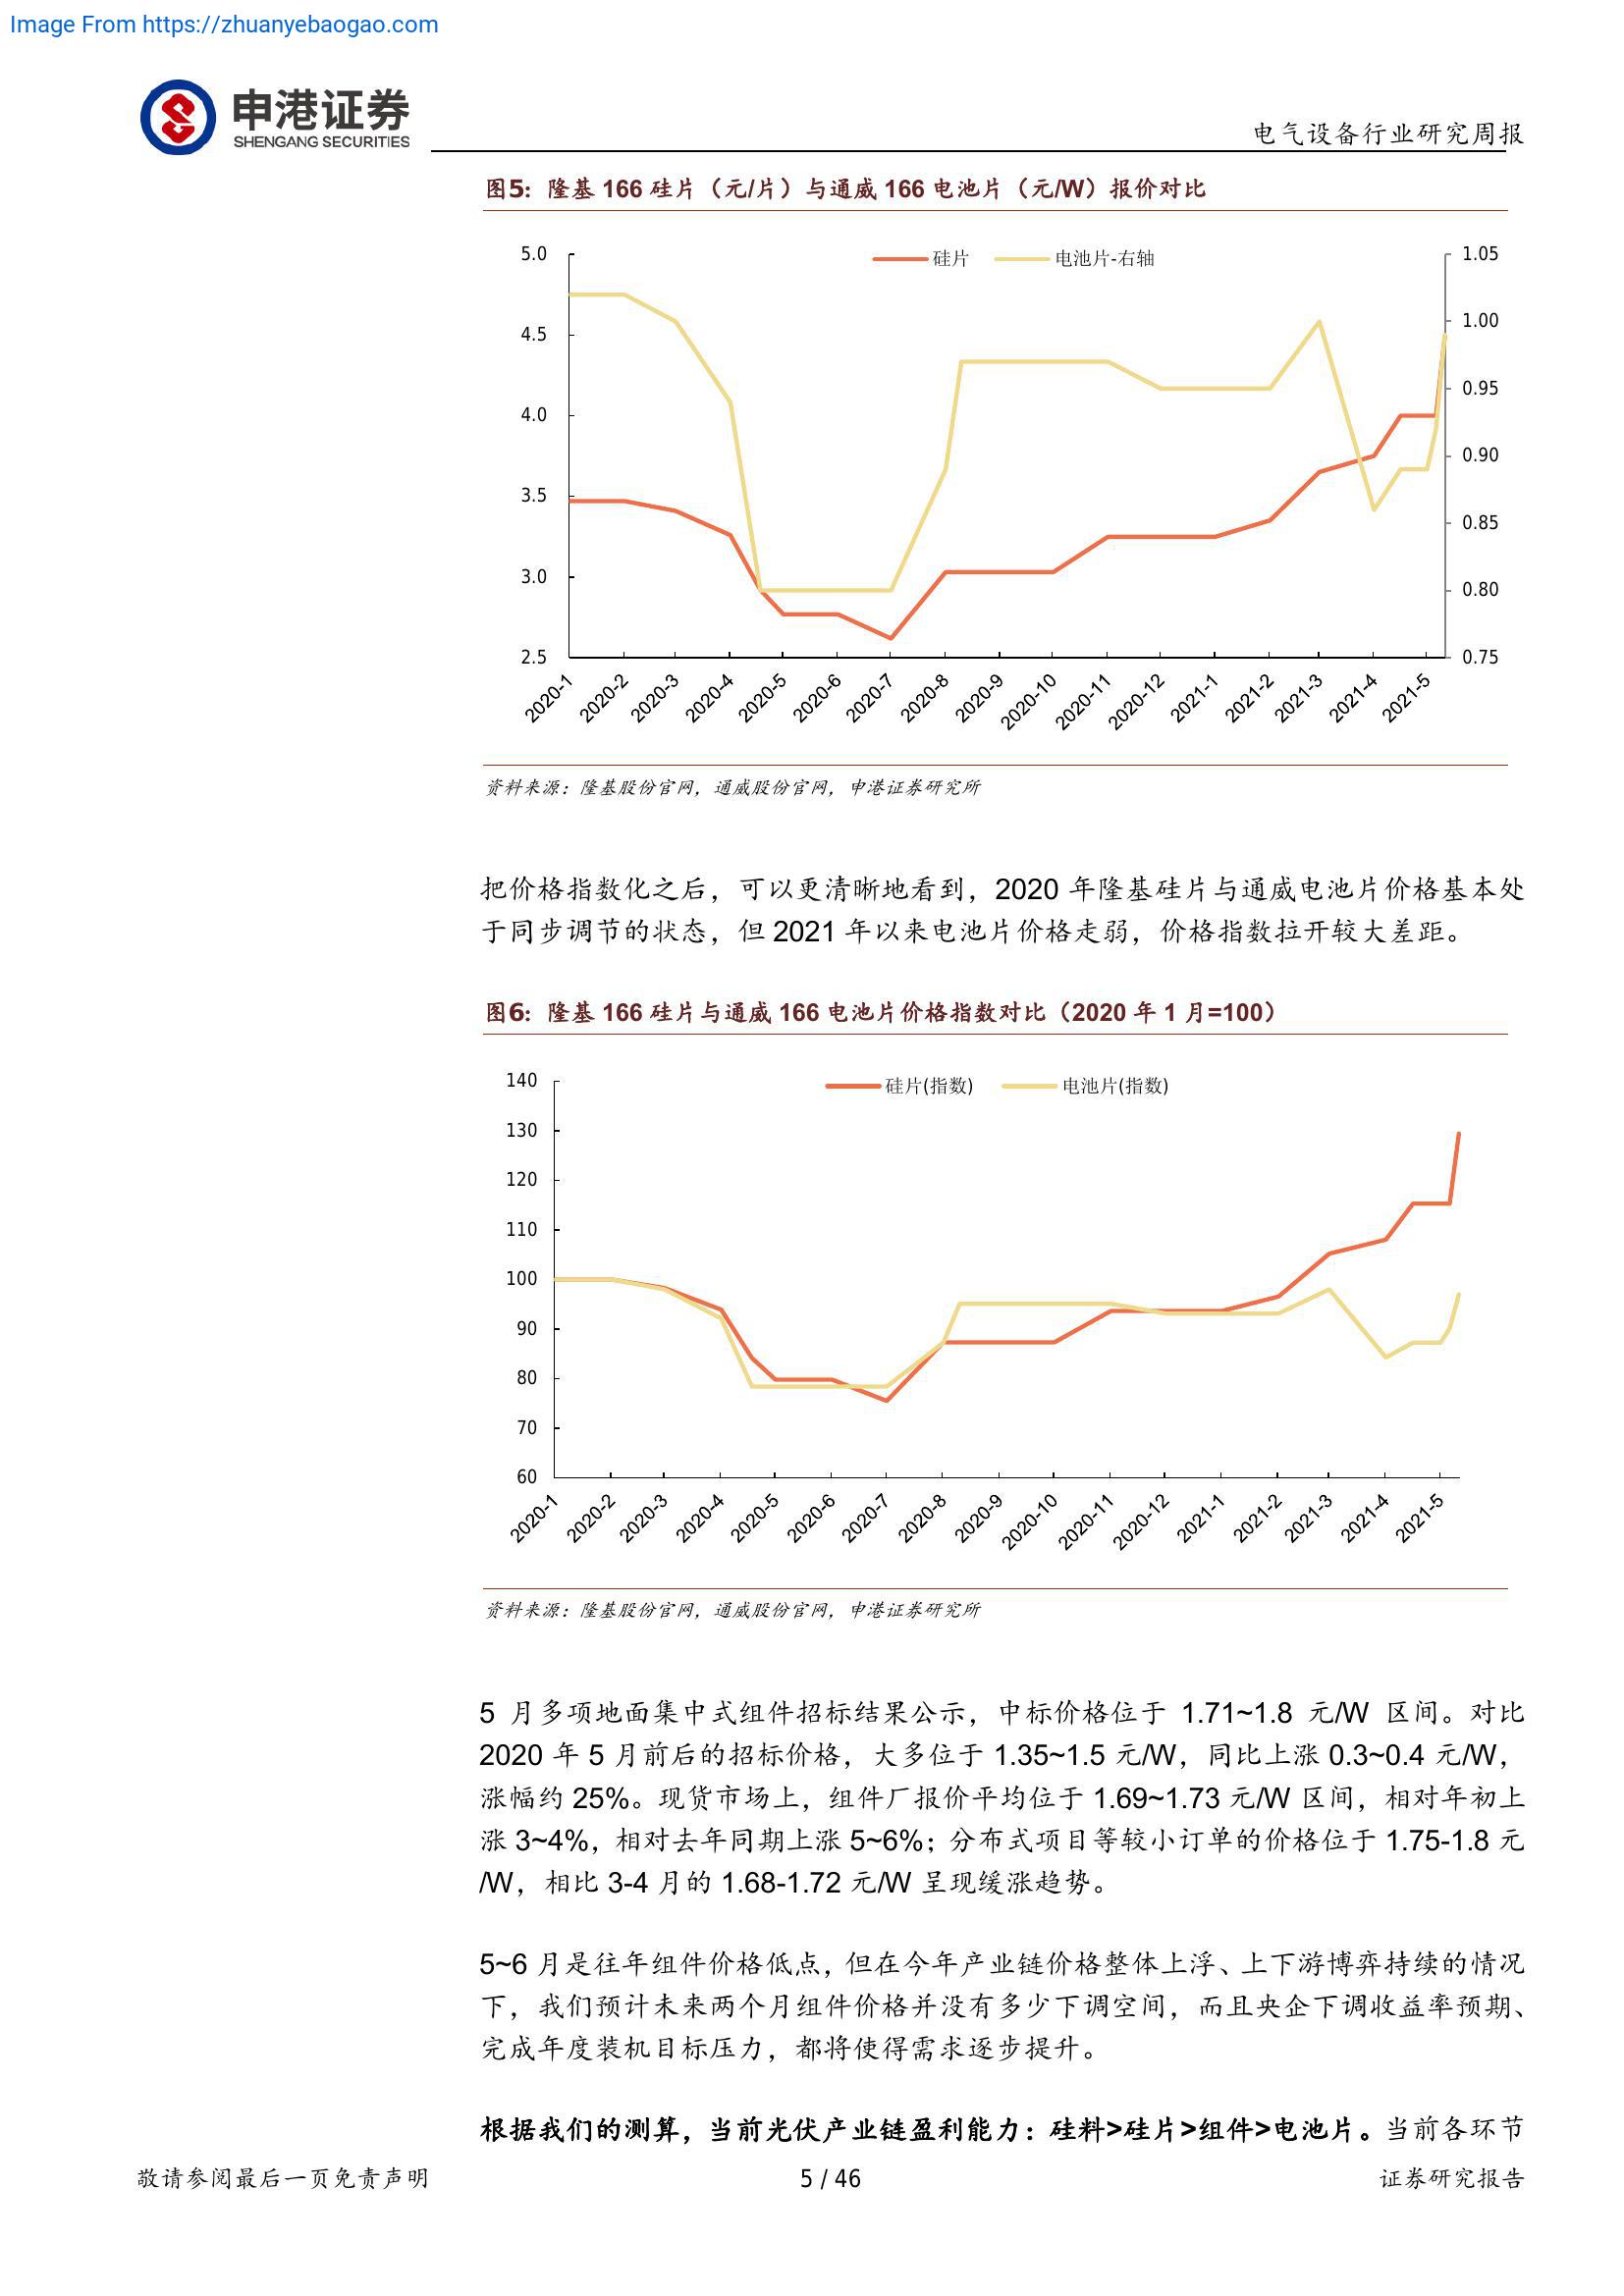 Image From https://zhuanyebaogao.com
申港证券
SHENGANG SECURITIES
电气设备行业研究周报
图5：隆基 166 硅片（元/片）与通威 166 电池片（元/W）报价对比
硅片 电池片-右轴
5.0
4.5
4.0
3.5
3.0
2.5
1.05
1.00
0.95
0.90
0.85
0.80
0.75
2020-1 2020-2 2020-3 2020-4 2020-5 2020-6 2020-7 2020-8 2020-9 2020-10 2020-11 2020-12 2021-1 2021-2 2021-3 2021-4 2021-5
资料来源：隆基股份官网，通威股份官网，申港证券研究所
把价格指数化之后，可以更清晰地看到，2020 年隆基硅片与通威电池片价格基本处
于同步调节的状态，但 2021 年以来电池片价格走弱，价格指数拉开较大差距。
图6：隆基 166 硅片与通威 166 电池片价格指数对比（2020 年 1 月=100）
硅片(指数) 电池片(指数)
140
130
120
110
100
90
80
70
60
2020-1 2020-2 2020-3 2020-4 2020-5 2020-6 2020-7 2020-8 2020-9 2020-10 2020-11 2020-12 2021-1 2021-2 2021-3 2021-4 2021-5
资料来源：隆基股份官网，通威股份官网，申港证券研究所
5 月多项地面集中式组件招标结果公示，中标价格位于 1.71~1.8 元/W 区间。对比
2020 年 5 月前后的招标价格，大多位于 1.35~1.5 元/W，同比上涨 0.3~0.4 元/W，
涨幅约 25%。现货市场上，组件厂报价平均位于 1.69~1.73 元/W 区间，相对年初上
涨 3~4%，相对去年同期上涨 5~6%；分布式项目等较小订单的价格位于 1.75-1.8 元
/W，相比 3-4 月的 1.68-1.72 元/W 呈现缓涨趋势。
5~6 月是往年组件价格低点，但在今年产业链价格整体上浮、上下游博弈持续的情况
下，我们预计未来两个月组件价格并没有多少下调空间，而且央企下调收益率预期、
完成年度装机目标压力，都将使得需求逐步提升。
根据我们的测算，当前光伏产业链盈利能力：硅料>硅片>组件>电池片。当前各环节
敬请参阅最后一页免责声明
5 / 46
证券研究报告